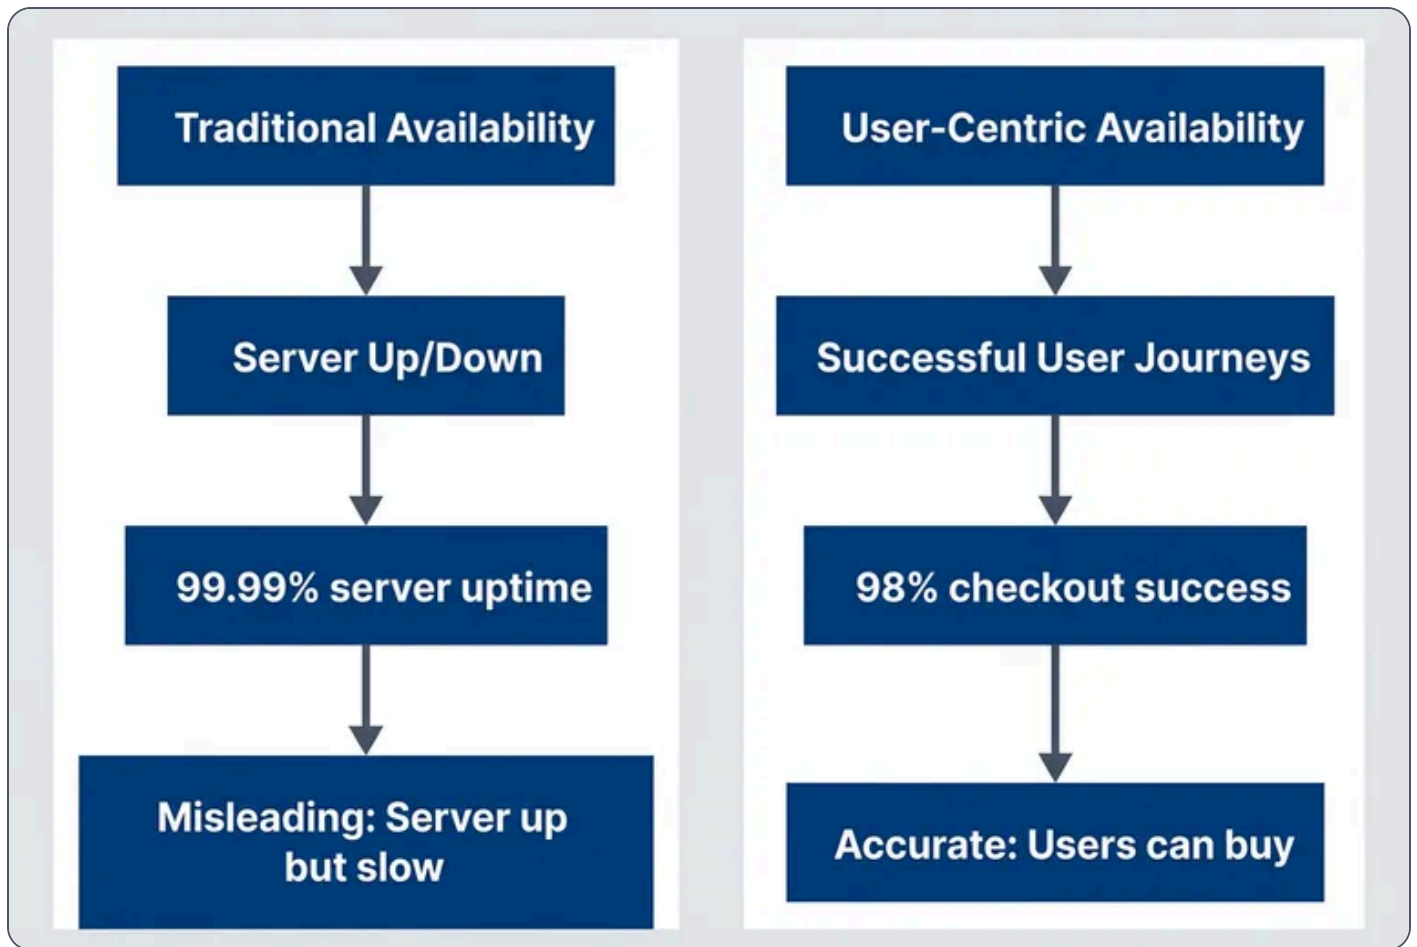 Traditional Availability
Server Up/Down
99.99% server uptime
Misleading: Server up
but slow
User-Centric Availability
Successful User Journeys
98% checkout success
Accurate: Users can buy